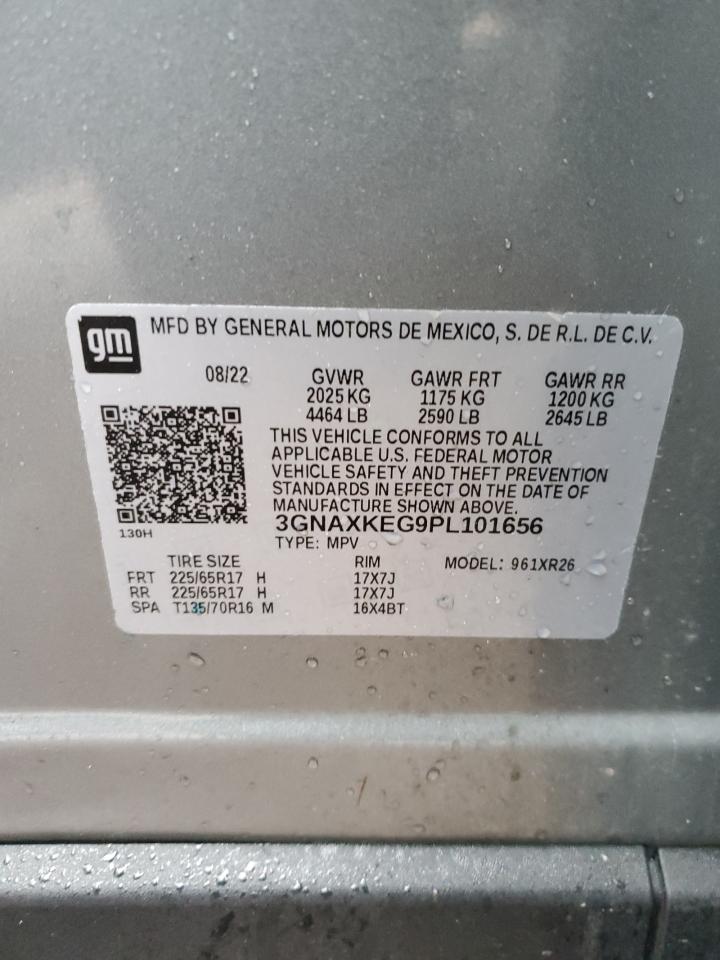 gm
MFD BY GENERAL MOTORS DE MEXICO, S. DE R.L. DE C.V.
08/22 GVWR GAWR FRT GAWR RR
2025 KG 1175 KG 1200 KG
4464 LB 2590 LB 2645 LB
THIS VEHICLE CONFORMS TO ALL
APPLICABLE U.S. FEDERAL MOTOR
VEHICLE SAFETY AND THEFT PREVENTION
STANDARDS IN EFFECT ON THE DATE OF
MANUFACTURE SHOWN ABOVE.
3GNAXKEG9PL101656
130H
TYPE: MPV
TIRE SIZE RIM MODEL: 961XR26
FRT 225/65R17 H 17X7J
RR 225/65R17 H 17X7J
SPA T135/70R16 M 16X4BT